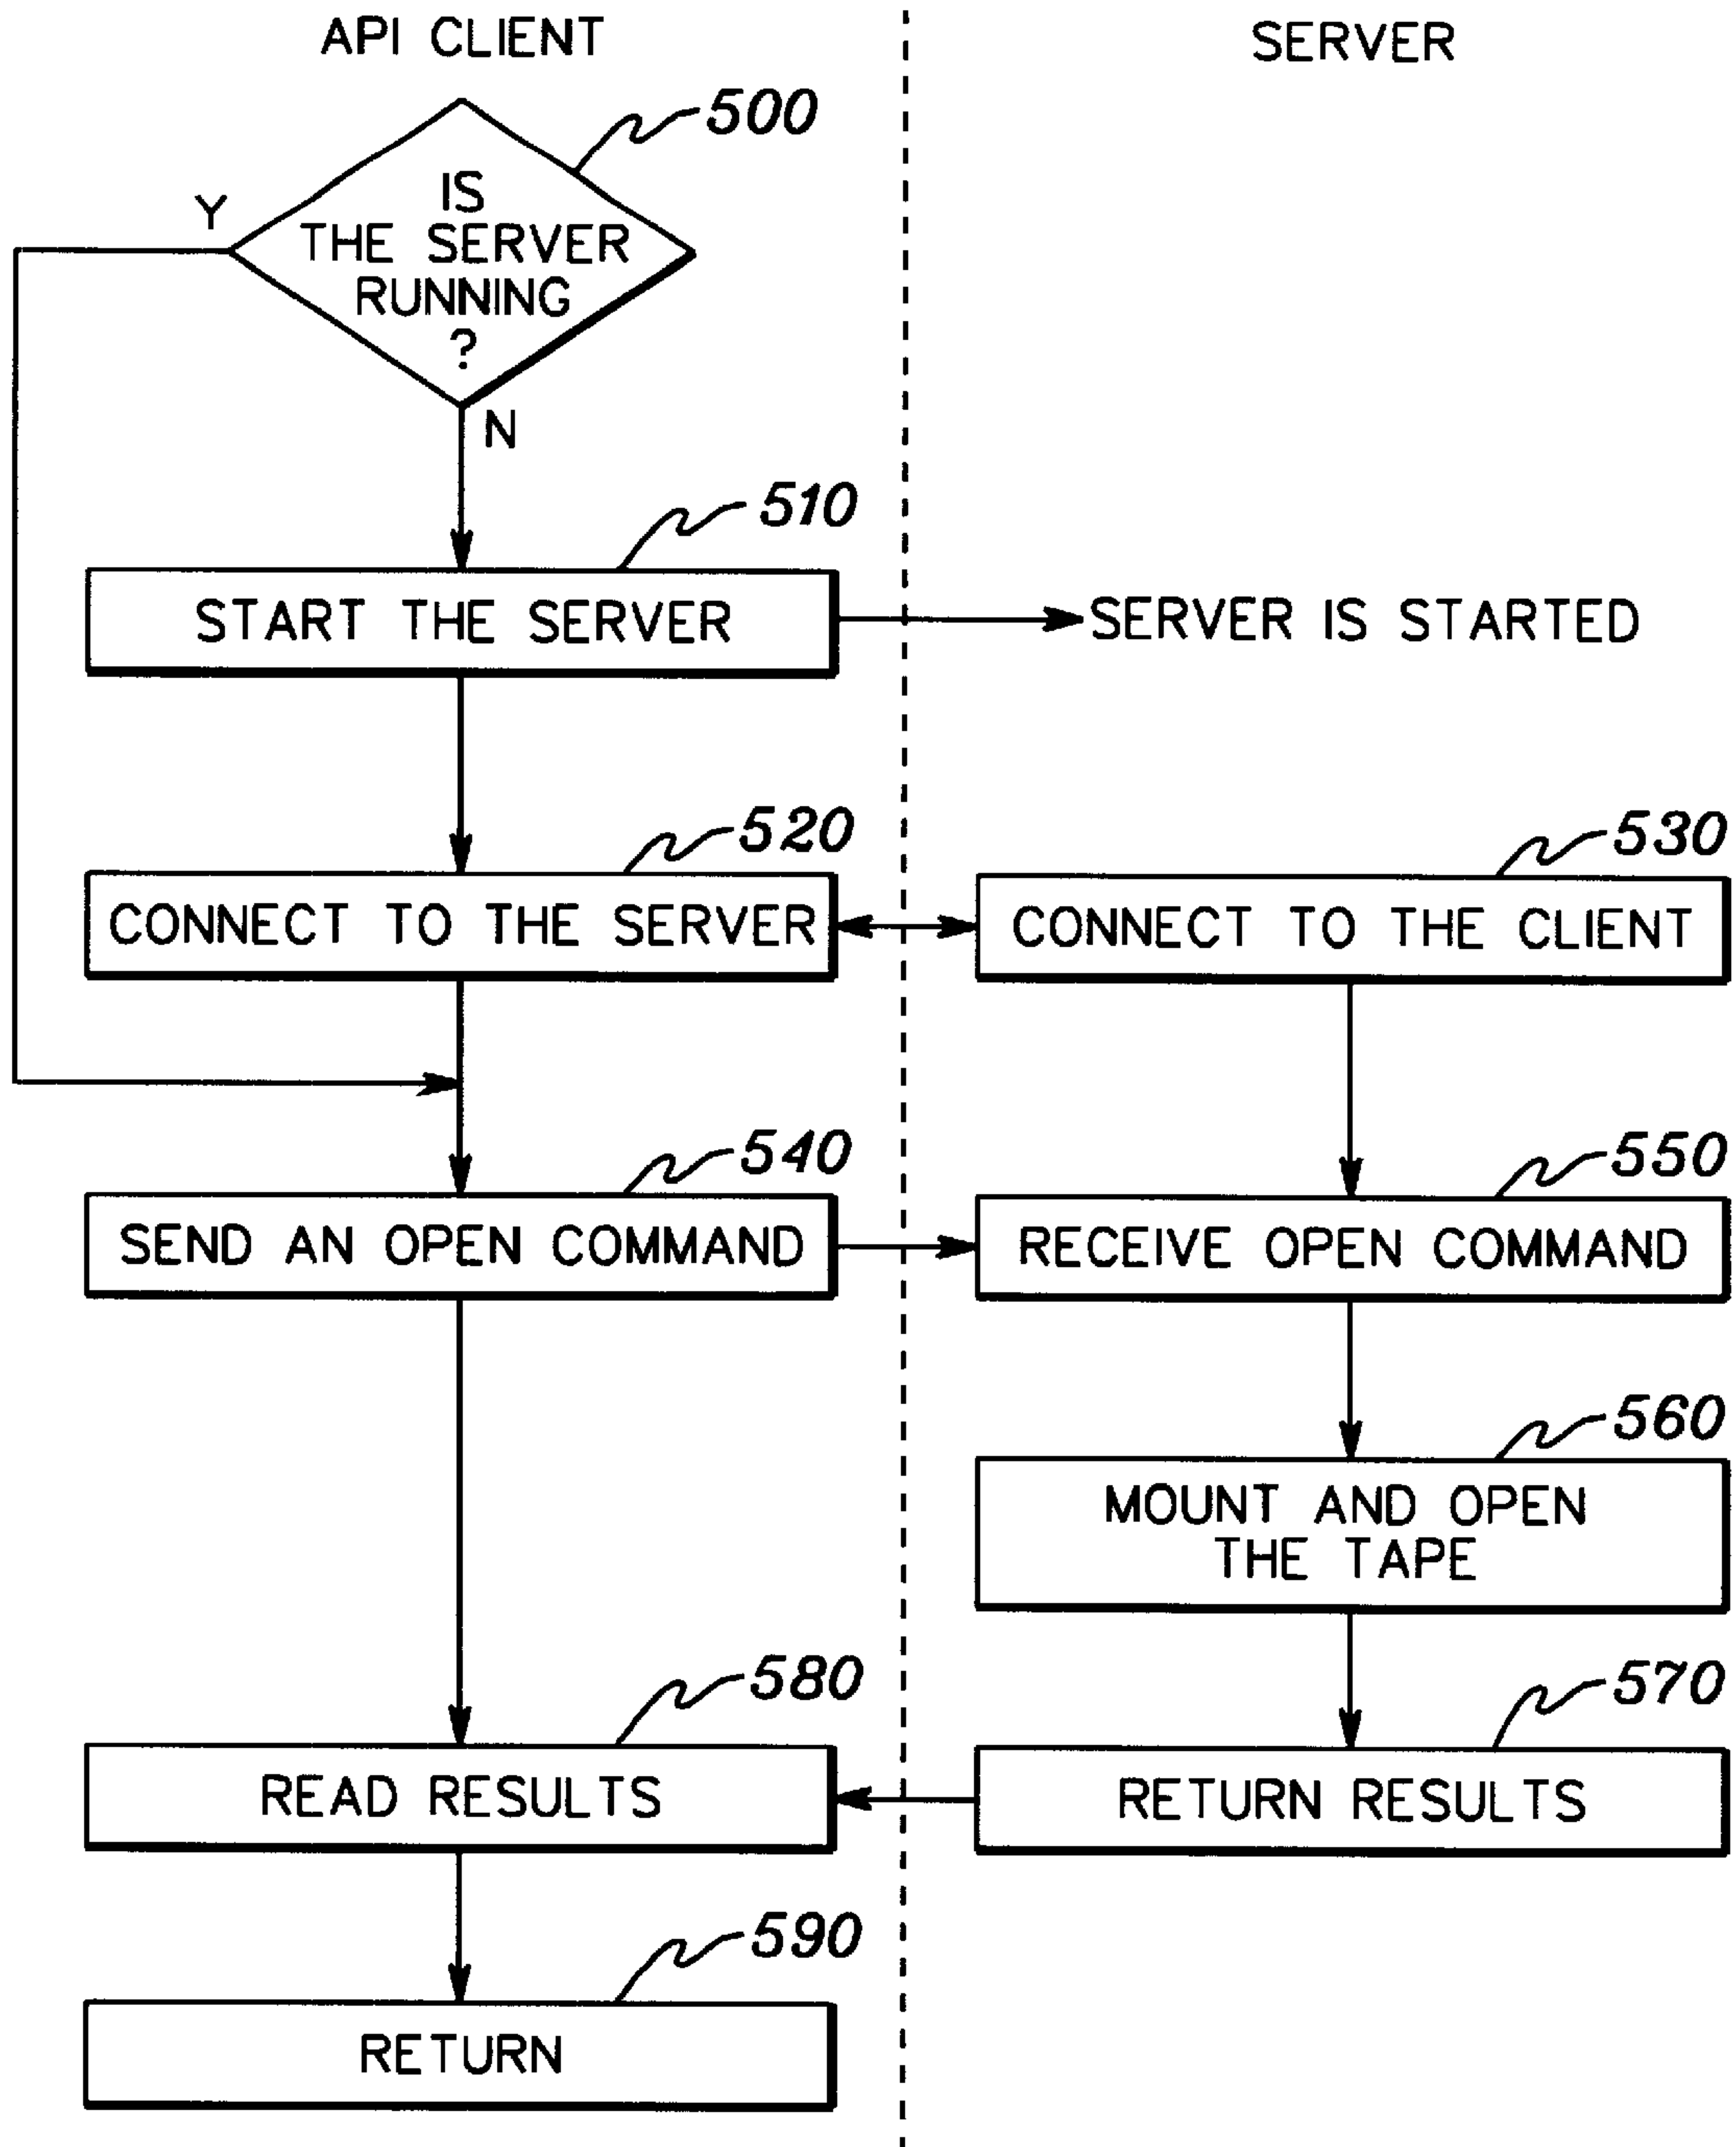 API CLIENT
SERVER
500
Y
IS
THE SERVER
RUNNING
?
N
510
START THE SERVER
SERVER IS STARTED
520
530
CONNECT TO THE SERVER
CONNECT TO THE CLIENT
540
550
SEND AN OPEN COMMAND
RECEIVE OPEN COMMAND
560
MOUNT AND OPEN
THE TAPE
580
570
READ RESULTS
RETURN RESULTS
590
RETURN